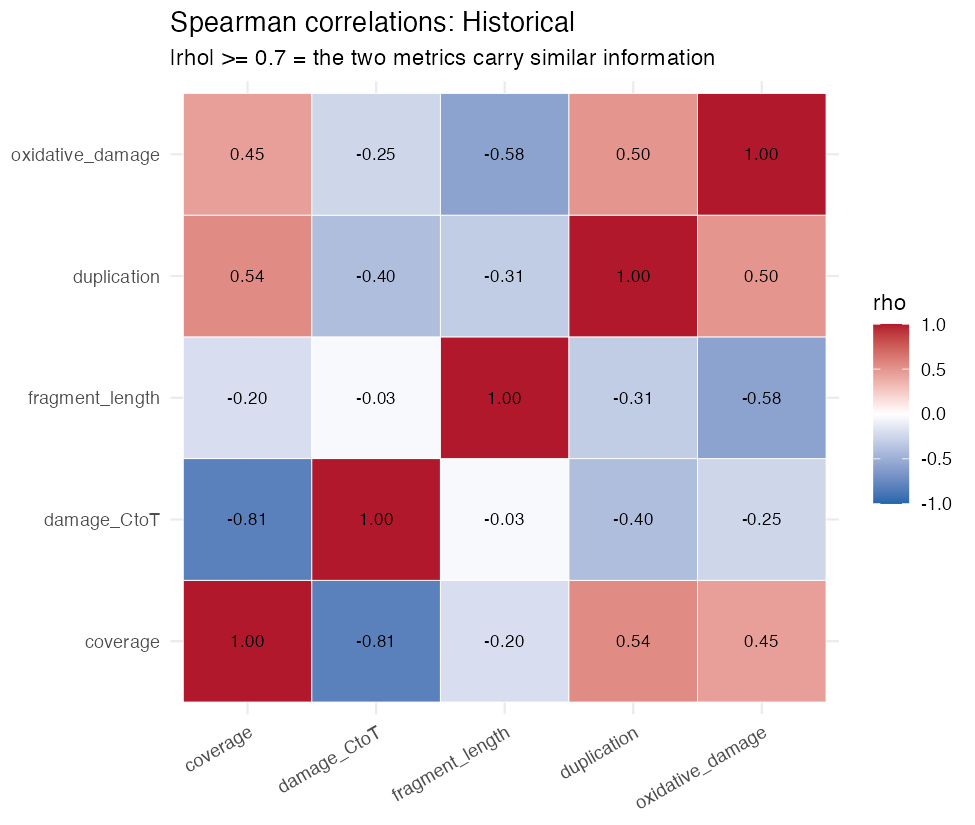 Spearman correlations: Historical
|rho| >= 0.7 = the two metrics carry similar information
oxidative_damage 0.45 -0.25 -0.58 0.50 1.00
duplication 0.54 -0.40 -0.31 1.00 0.50
fragment_length -0.20 -0.03 1.00 -0.31 -0.58
damage_CtoT -0.81 1.00 -0.03 -0.40 -0.25
coverage 1.00 -0.81 -0.20 0.54 0.45
coverage damage_CtoT fragment_length duplication oxidative_damage
rho
1.0
0.5
0.0
-0.5
-1.0